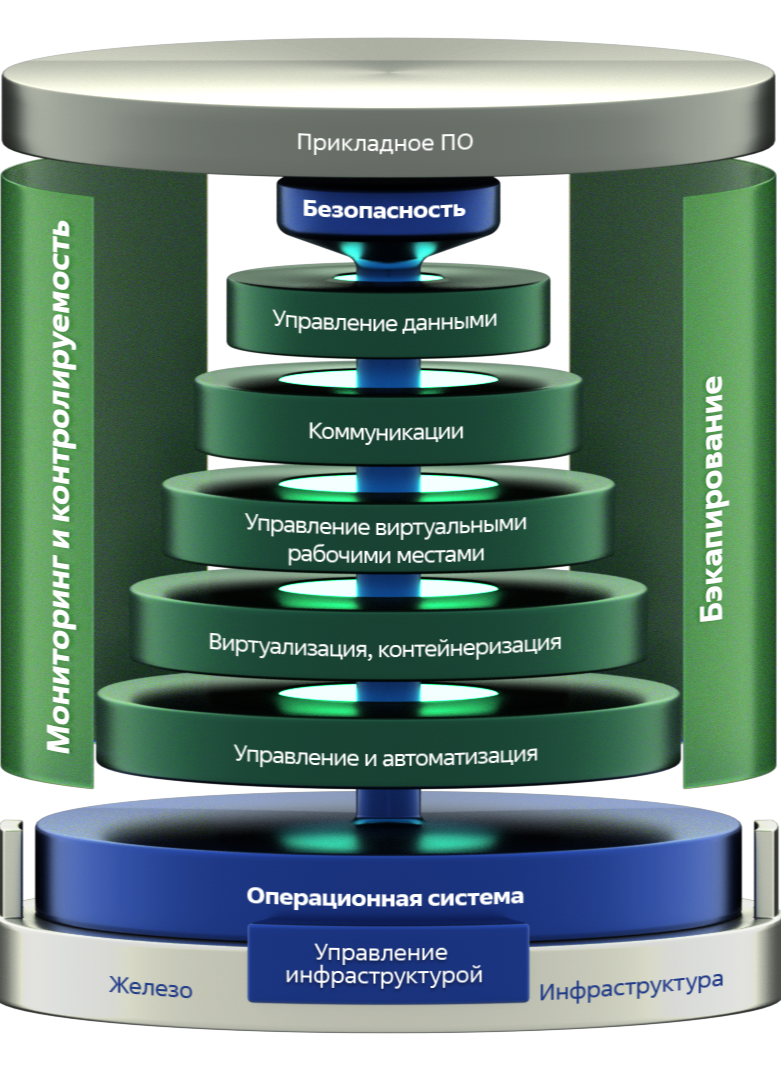 Прикладное ПО
Безопасность
Мониторинг и контролируемость
Управление данными
Коммуникации
Управление виртуальными
рабочими местами
Бэкапирование
Виртуализация, контейнеризация
Управление и автоматизация
Операционная система
Управление
инфраструктурой
Железо
Инфраструктура